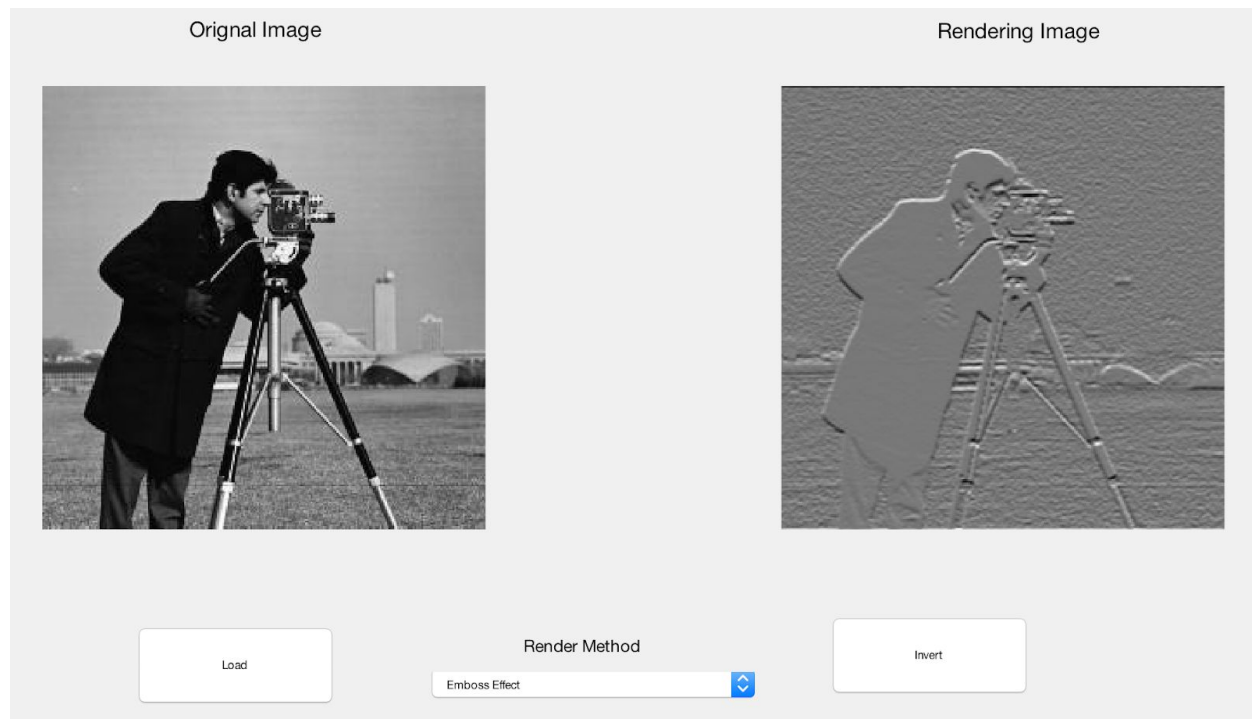 Orignal Image
Rendering Image
Load
Render Method
Emboss Effect
Invert